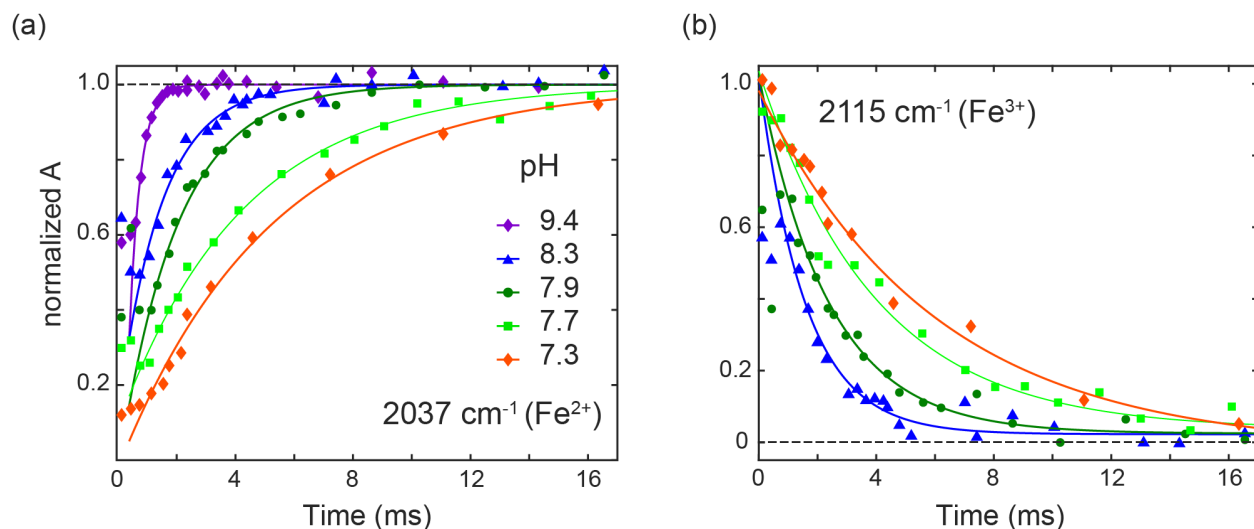 (a)
normalized A
1.0
0.6
0.2
0
4
8
12
16
Time (ms)
pH
9.4
8.3
7.9
7.7
7.3
2037 cm⁻¹ (Fe²⁺)
(b)
2115 cm⁻¹ (Fe³⁺)
1.0
0.6
0.2
0
0
4
8
12
16
Time (ms)